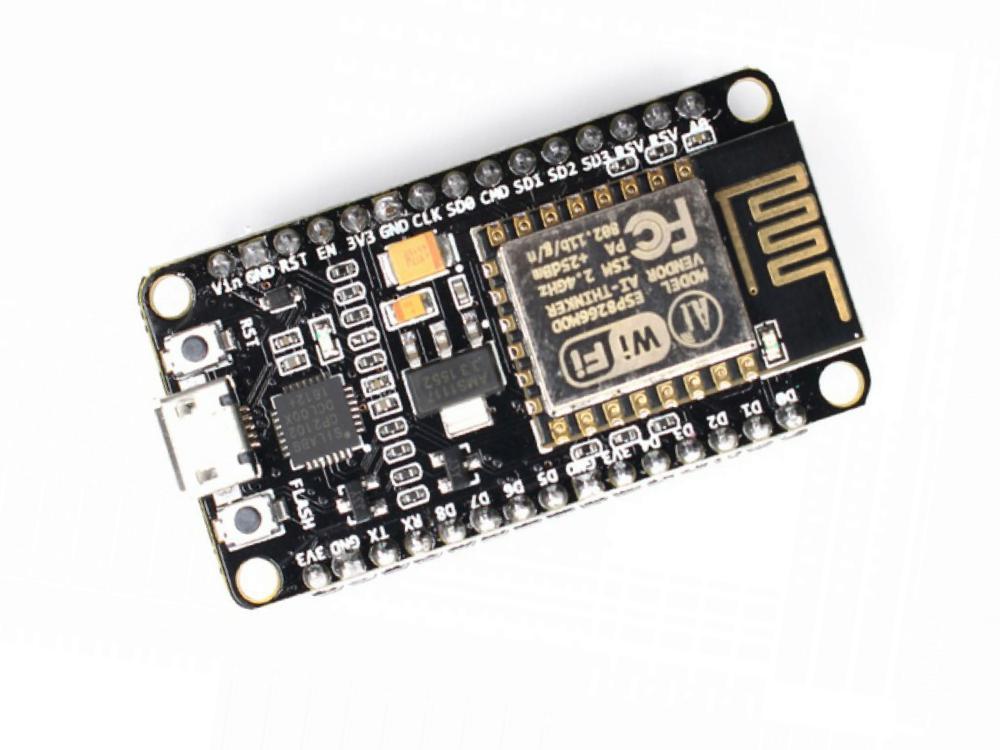 Vin GND RST EN 3V3 GND CLK SD0 CMD SD1 SD2 SD3 RSV RSV A0
RST
FLASH
MODEL ESP8266MOD
VENDOR AI-THINKER
ISM 2.4GHz
PA +25dBm
802.11b/g/n
FC
Wi Fi
Ai
AMS1117
SILABS
CP2102
3V3 GND TX RX D8 D7 D6 D5 GND 3V3 D4 D3 D2 D1 D0